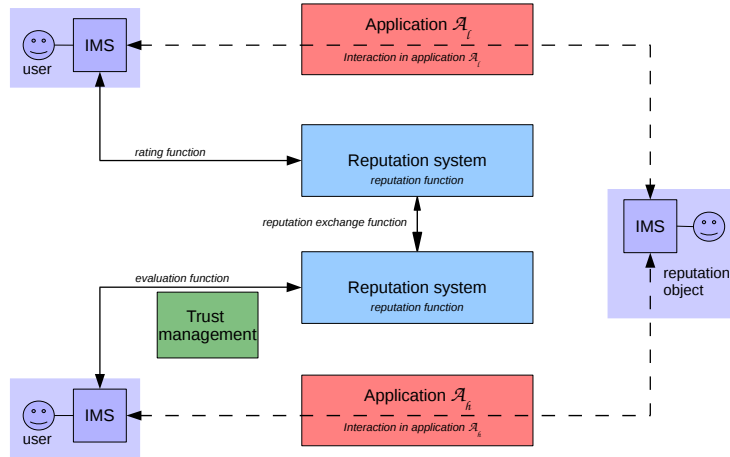 Application 𝒜ₗ
IMS
user
Interaction in application 𝒜ₗ
rating function
Reputation system
reputation function
reputation exchange function
IMS
reputation
object
evaluation function
Reputation system
reputation function
Trust
management
Application 𝒜ₕ
IMS
user
Interaction in application 𝒜ₕ